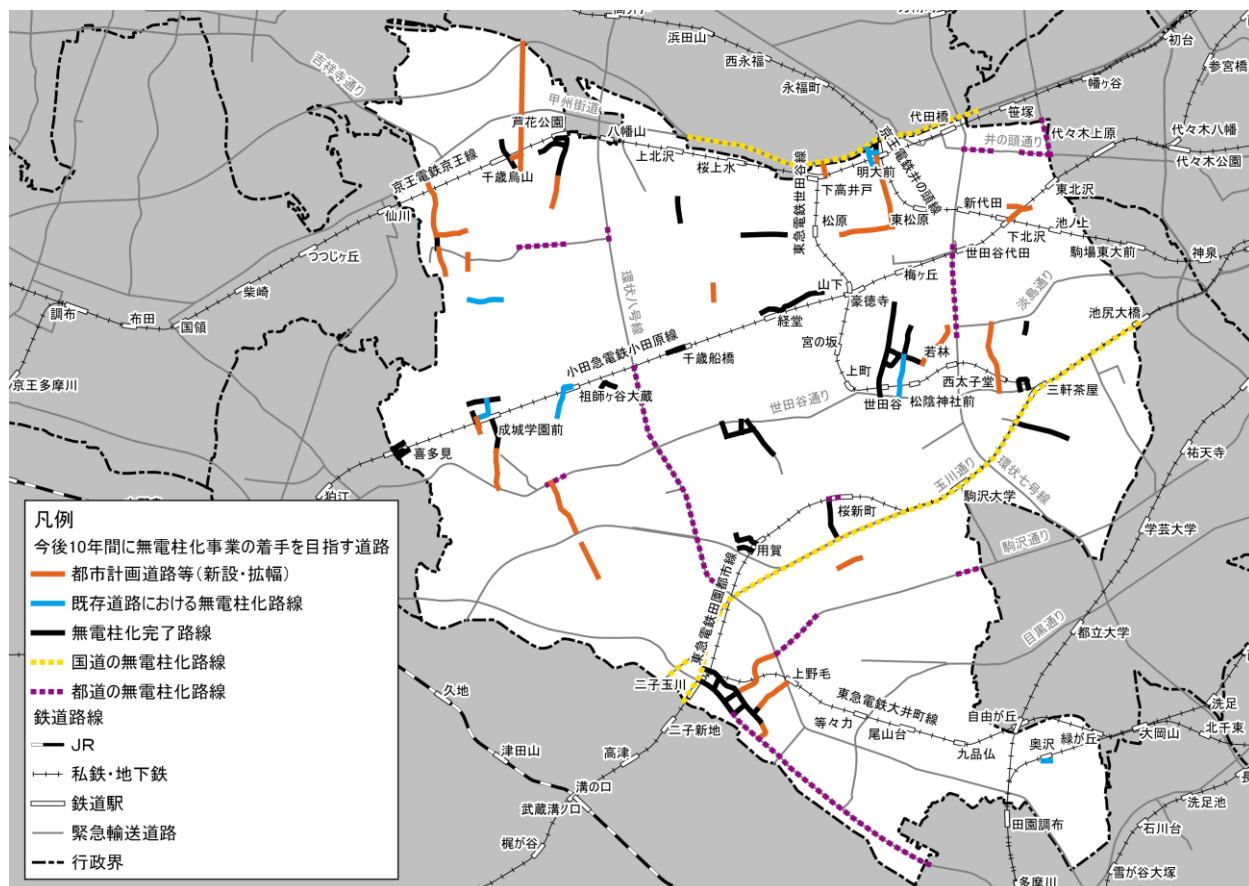 浜田山
西永福
永福町
初台
参宮橋
幡ヶ谷
笹塚
代田橋
代々木上原
代々木八幡
代々木公園
井の頭通り
吉祥寺通り
甲州街道
芦花公園
八幡山
上北沢
桜上水
下高井戸
明大前
京王電鉄井の頭線
東急電鉄世田谷線
京王電鉄京王線
千歳烏山
仙川
つつじヶ丘
柴崎
国領
布田
調布
京王多摩川
松原
東松原
新代田
東北沢
下北沢
池ノ上
駒場東大前
神泉
世田谷代田
梅ヶ丘
豪徳寺
山下
経堂
宮の坂
上町
世田谷
松陰神社前
若林
西太子堂
三軒茶屋
池尻大橋
淡島通り
環状八号線
小田急電鉄小田原線
千歳船橋
祖師ヶ谷大蔵
成城学園前
喜多見
狛江
世田谷通り
玉川通り
環状七号線
駒沢大学
駒沢通り
祐天寺
学芸大学
目黒通り
都立大学
桜新町
用賀
東急電鉄田園都市線
二子玉川
二子新地
高津
溝の口
武蔵溝ノ口
梶が谷
津田山
久地
上野毛
東急電鉄大井町線
等々力
尾山台
九品仏
自由が丘
奥沢
緑が丘
大岡山
北千束
洗足
洗足池
石川台
雪が谷大塚
田園調布
多摩川
凡例
今後10年間に無電柱化事業の着手を目指す道路
都市計画道路等(新設・拡幅)
既存道路における無電柱化路線
無電柱化完了路線
国道の無電柱化路線
都道の無電柱化路線
鉄道路線
JR
私鉄・地下鉄
鉄道駅
緊急輸送道路
行政界